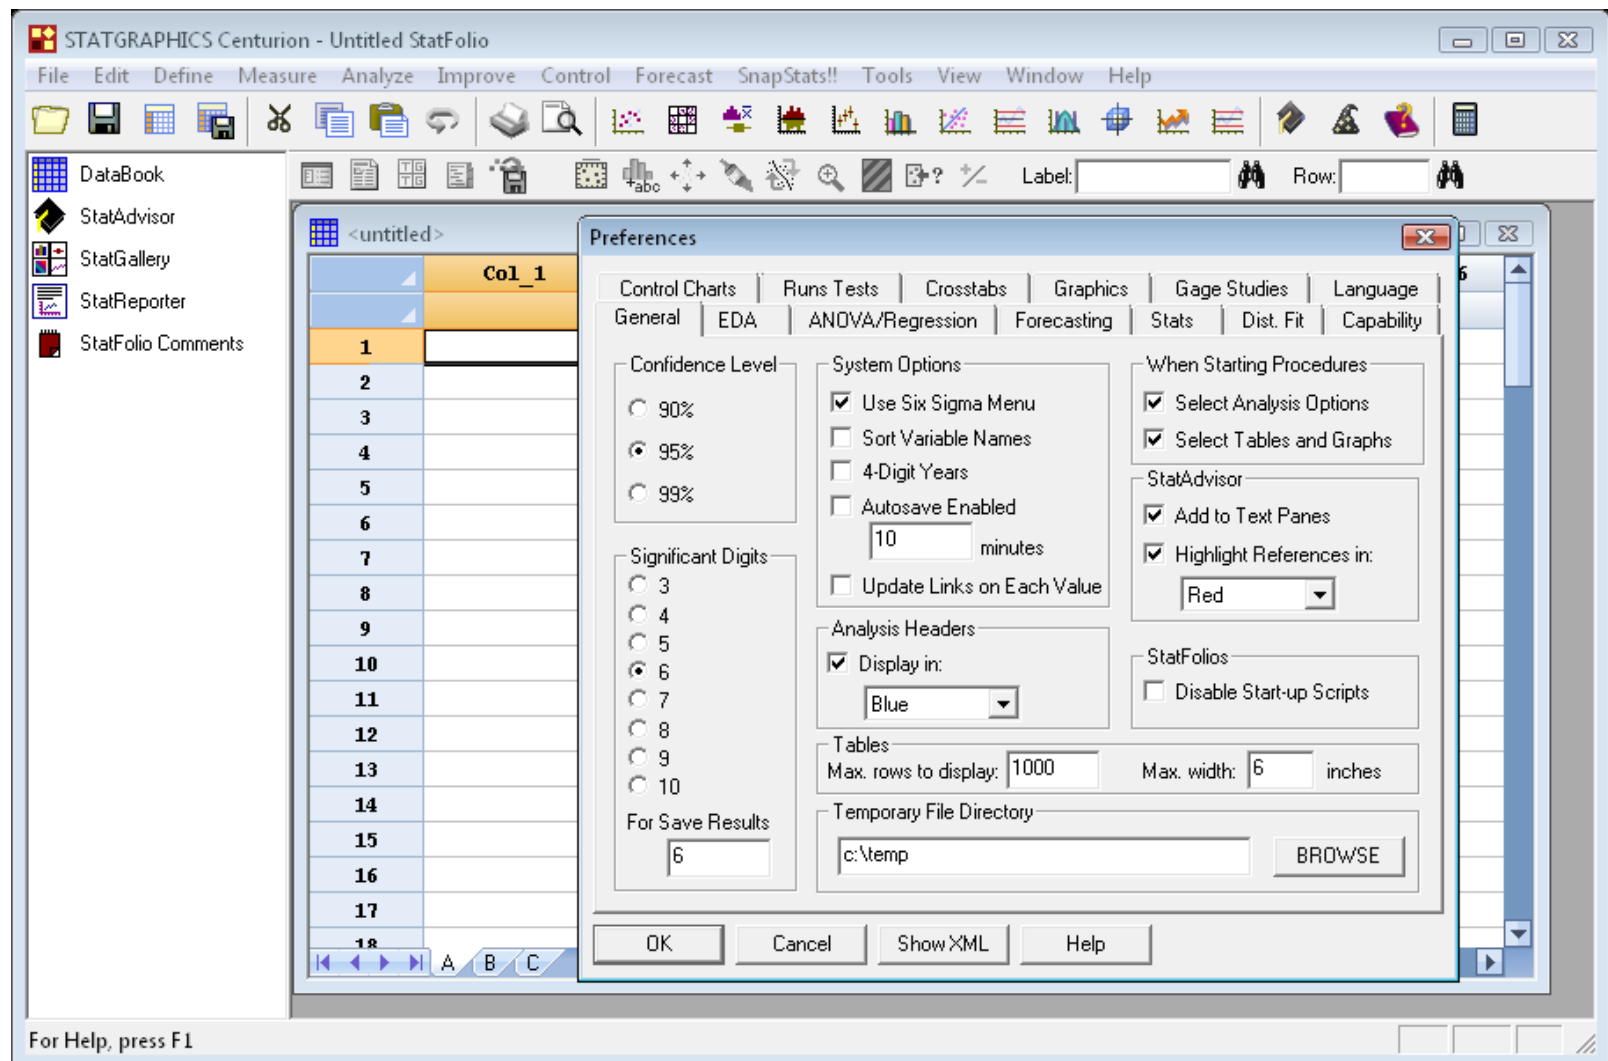 STATGRAPHICS Centurion - Untitled StatFolio
File Edit Define Measure Analyze Improve Control Forecast SnapStats!! Tools View Window Help
DataBook
StatAdvisor
StatGallery
StatReporter
StatFolio Comments
abc
Label:
Row:
<untitled>
Col_1
6
1
2
3
4
5
6
7
8
9
10
11
12
13
14
15
16
17
18
A B C
Preferences
Control Charts Runs Tests Crosstabs Graphics Gage Studies Language
General EDA ANOVA/Regression Forecasting Stats Dist. Fit Capability
Confidence Level
90%
95%
99%
Significant Digits
3
4
5
6
7
8
9
10
For Save Results
6
System Options
Use Six Sigma Menu
Sort Variable Names
4-Digit Years
Autosave Enabled
10 minutes
Update Links on Each Value
Analysis Headers
Display in:
Blue
When Starting Procedures
Select Analysis Options
Select Tables and Graphs
StatAdvisor
Add to Text Panes
Highlight References in:
Red
StatFolios
Disable Start-up Scripts
Tables
Max. rows to display: 1000 Max. width: 6 inches
Temporary File Directory
c:\temp BROWSE
OK Cancel Show XML Help
For Help, press F1